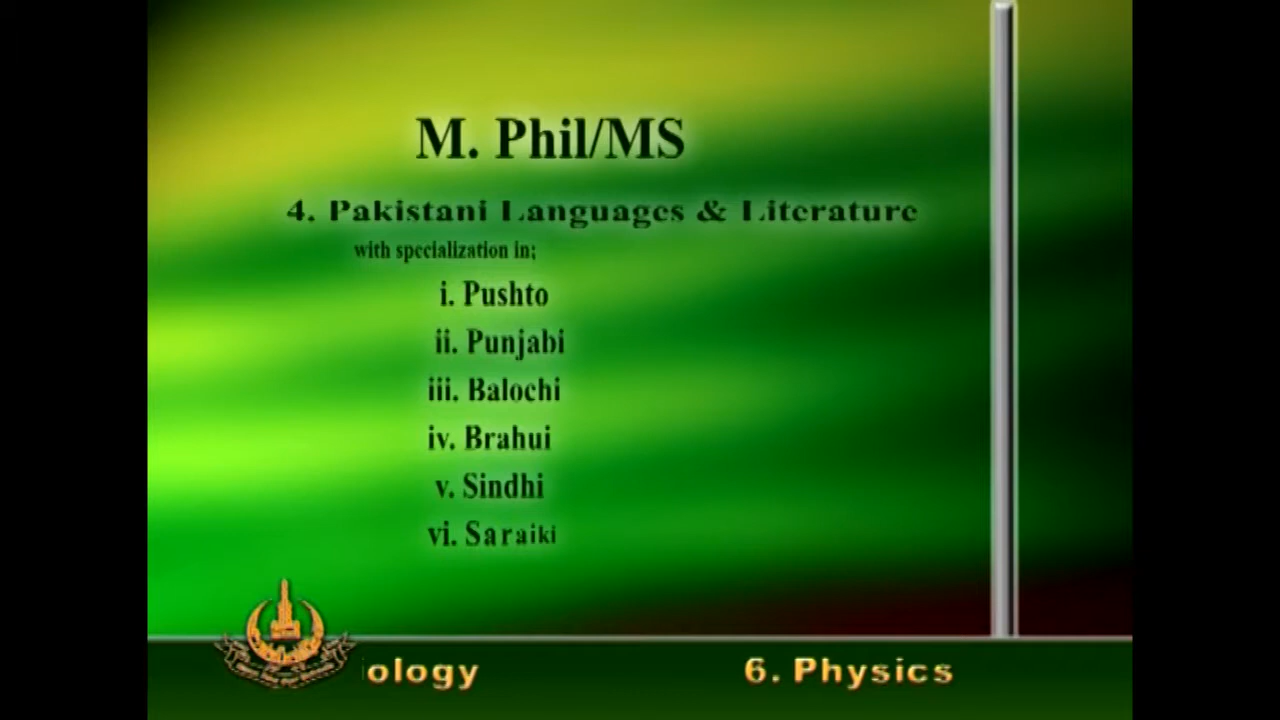 M. Phil/MS
4. Pakistani Languages & Literature
with specialization in;
i. Pushto
ii. Punjabi
iii. Balochi
iv. Brahui
v. Sindhi
vi. Saraiki
ology 6. Physics